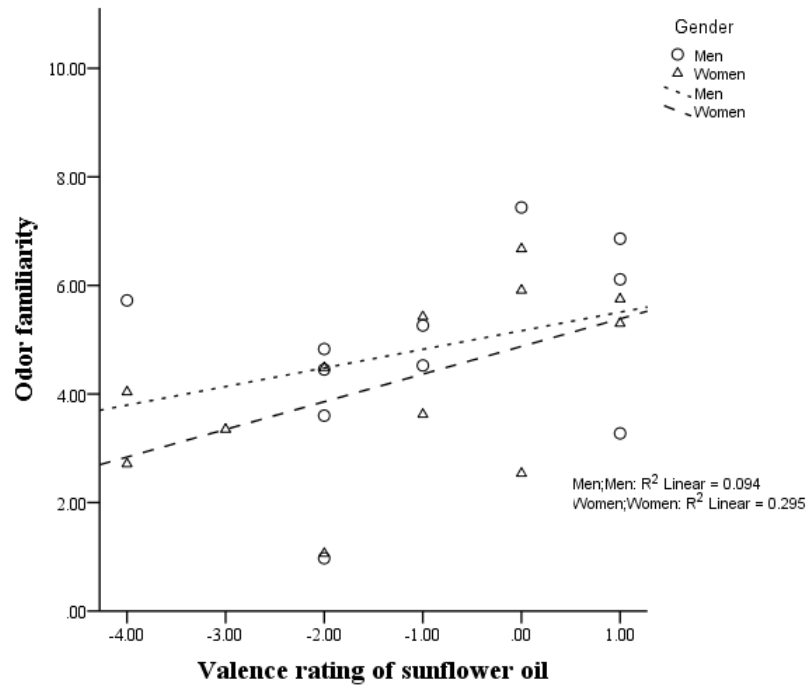 Gender
Men
Women
Men
Women
10.00
8.00
6.00
4.00
2.00
.00
Odor familiarity
Men;Men: R² Linear = 0.094
Women;Women: R² Linear = 0.295
-4.00 -3.00 -2.00 -1.00 .00 1.00
Valence rating of sunflower oil